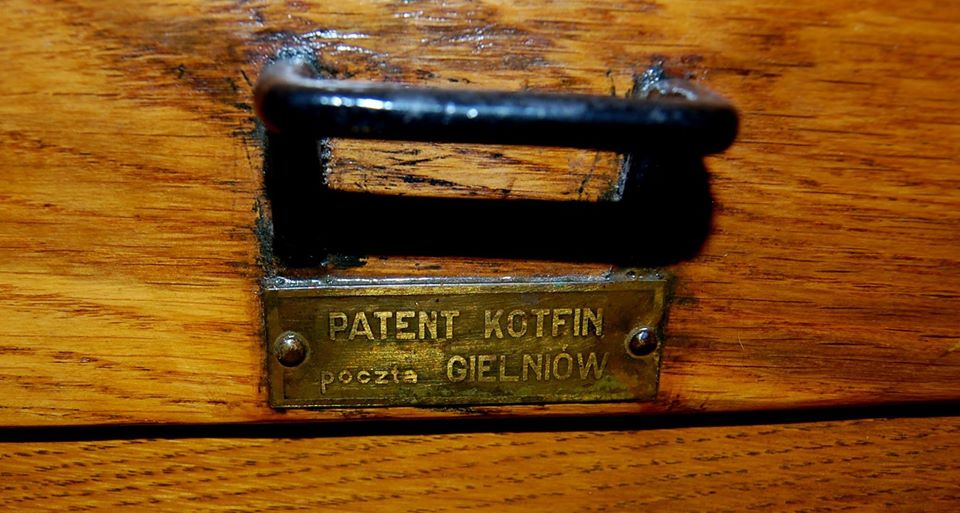 PATENT KOTFIN
poczta GIELNIÓW